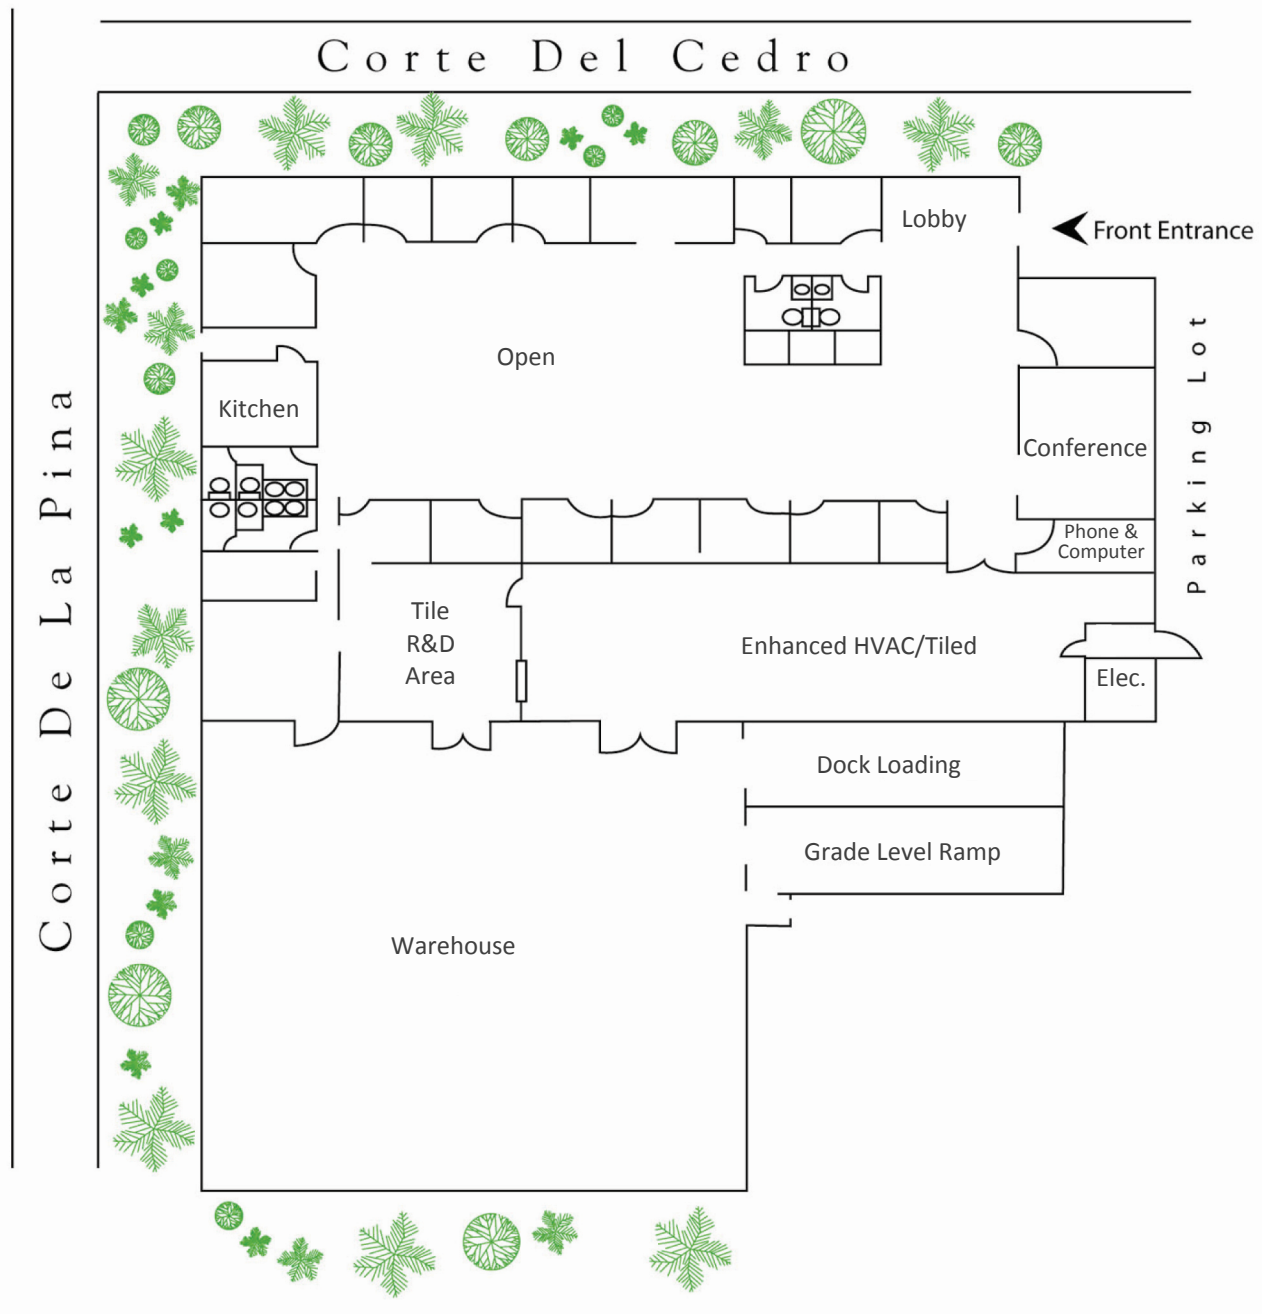 Corte Del Cedro
Lobby
Front Entrance
Open
Parking Lot
Kitchen
Conference
Corte De La Pina
Phone &
Computer
Tile
R&D
Area
Enhanced HVAC/Tiled
Elec.
Dock Loading
Grade Level Ramp
Warehouse